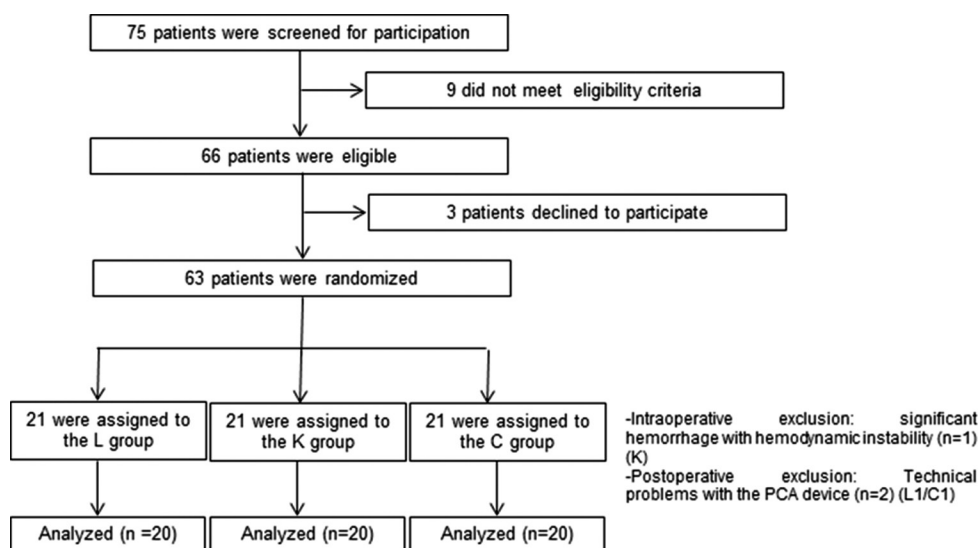 75 patients were screened for participation
9 did not meet eligibility criteria
66 patients were eligible
3 patients declined to participate
63 patients were randomized
21 were assigned to
the L group
21 were assigned to
the K group
21 were assigned to
the C group
-Intraoperative exclusion: significant
hemorrhage with hemodynamic instability (n=1)
(K)
-Postoperative exclusion: Technical
problems with the PCA device (n=2) (L1/C1)
Analyzed (n =20)
Analyzed (n=20)
Analyzed (n=20)